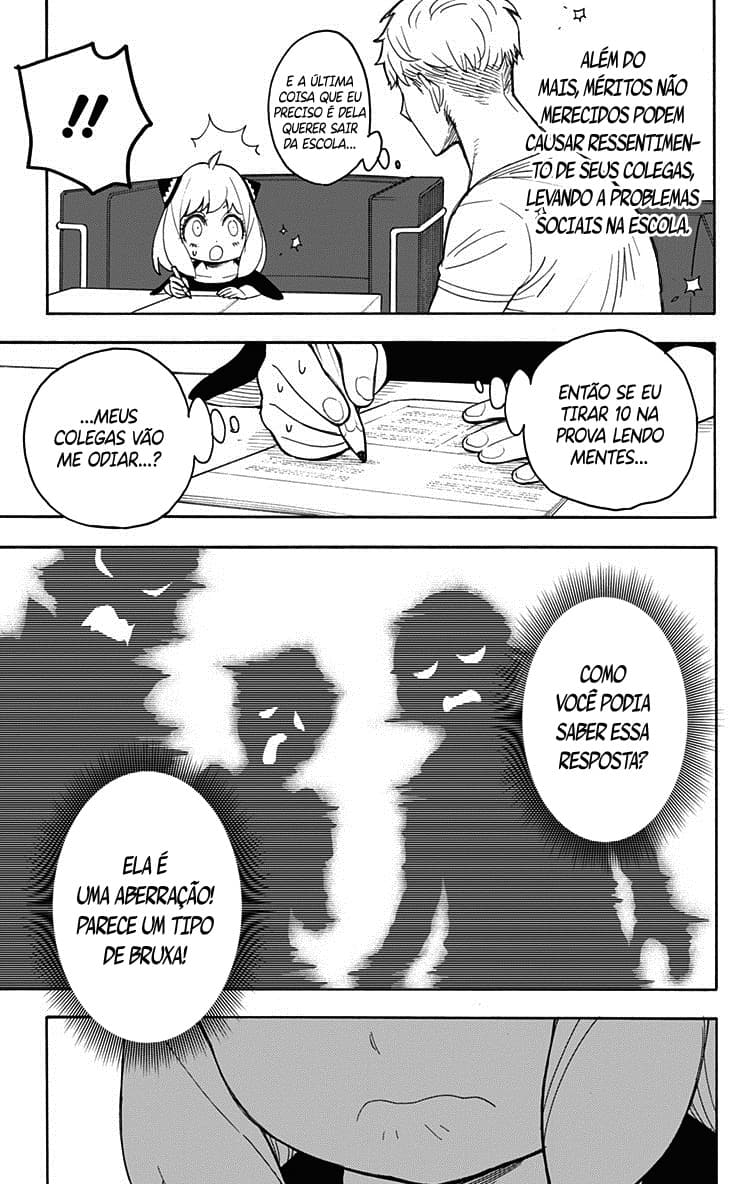 ALÉM DO
MAIS, MÉRITOS NÃO
MERECIDOS PODEM
CAUSAR RESSENTIMEN-
TO DE SEUS COLEGAS,
LEVANDO A PROBLEMAS
SOCIAIS NA ESCOLA.
E A ÚLTIMA
COISA QUE EU
PRECISO É DELA
QUERER SAIR
DA ESCOLA...
!!
ENTÃO SE EU
TIRAR 10 NA
PROVA LENDO
MENTES...
...MEUS
COLEGAS VÃO
ME ODIAR...?
COMO
VOCÊ PODIA
SABER ESSA
RESPOSTA?
ELA É
UMA ABERRAÇÃO!
PARECE UM TIPO
DE BRUXA!